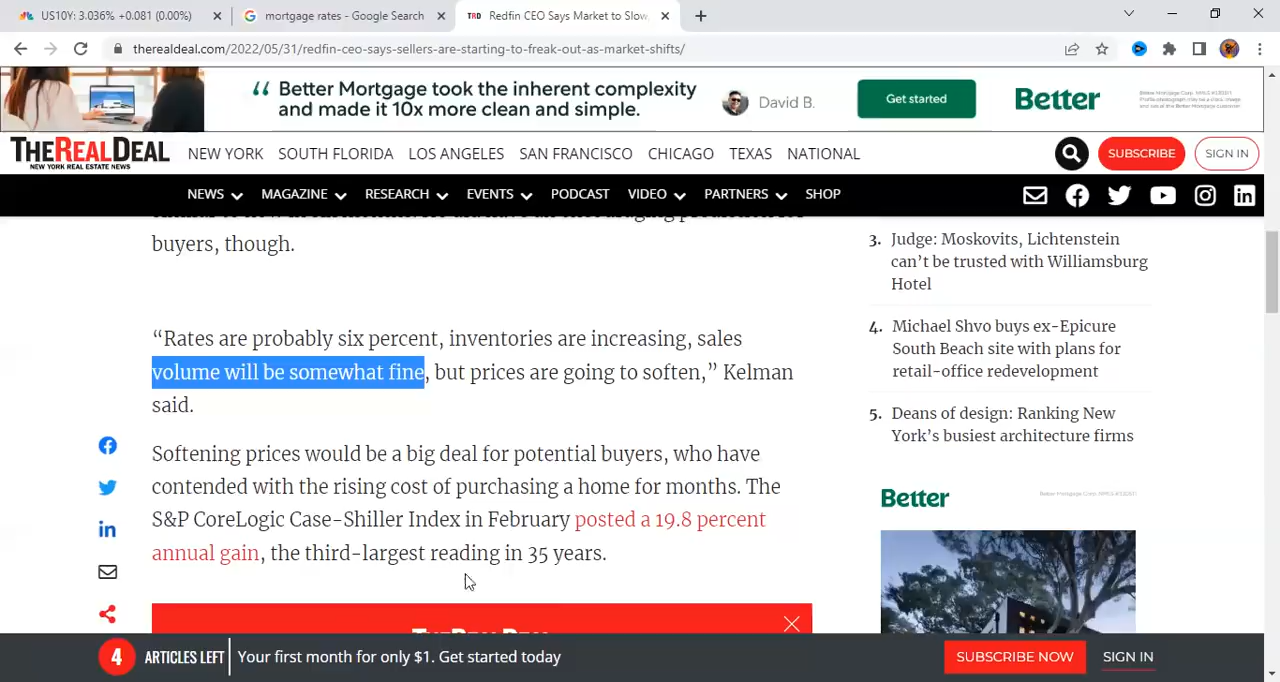 US10Y: 3.036% +0.081 (0.00%)
mortgage rates - Google Search
TRD Redfin CEO Says Market to Slow,
therealdeal.com/2022/05/31/redfin-ceo-says-sellers-are-starting-to-freak-out-as-market-shifts/
“ Better Mortgage took the inherent complexity
and made it 10x more clean and simple.
David B.
Get started
Better
THE REAL DEAL
NEW YORK REAL ESTATE NEWS
NEW YORK SOUTH FLORIDA LOS ANGELES SAN FRANCISCO CHICAGO TEXAS NATIONAL
SUBSCRIBE
SIGN IN
NEWS MAGAZINE RESEARCH EVENTS PODCAST VIDEO PARTNERS SHOP
buyers, though.
“Rates are probably six percent, inventories are increasing, sales
volume will be somewhat fine, but prices are going to soften,” Kelman
said.
Softening prices would be a big deal for potential buyers, who have
contended with the rising cost of purchasing a home for months. The
S&P CoreLogic Case-Shiller Index in February posted a 19.8 percent
annual gain, the third-largest reading in 35 years.
3. Judge: Moskovits, Lichtenstein
can’t be trusted with Williamsburg
Hotel
4. Michael Shvo buys ex-Epicure
South Beach site with plans for
retail-office redevelopment
5. Deans of design: Ranking New
York’s busiest architecture firms
Better
THE REAL DEAL
4 ARTICLES LEFT
Your first month for only $1. Get started today
SUBSCRIBE NOW
SIGN IN